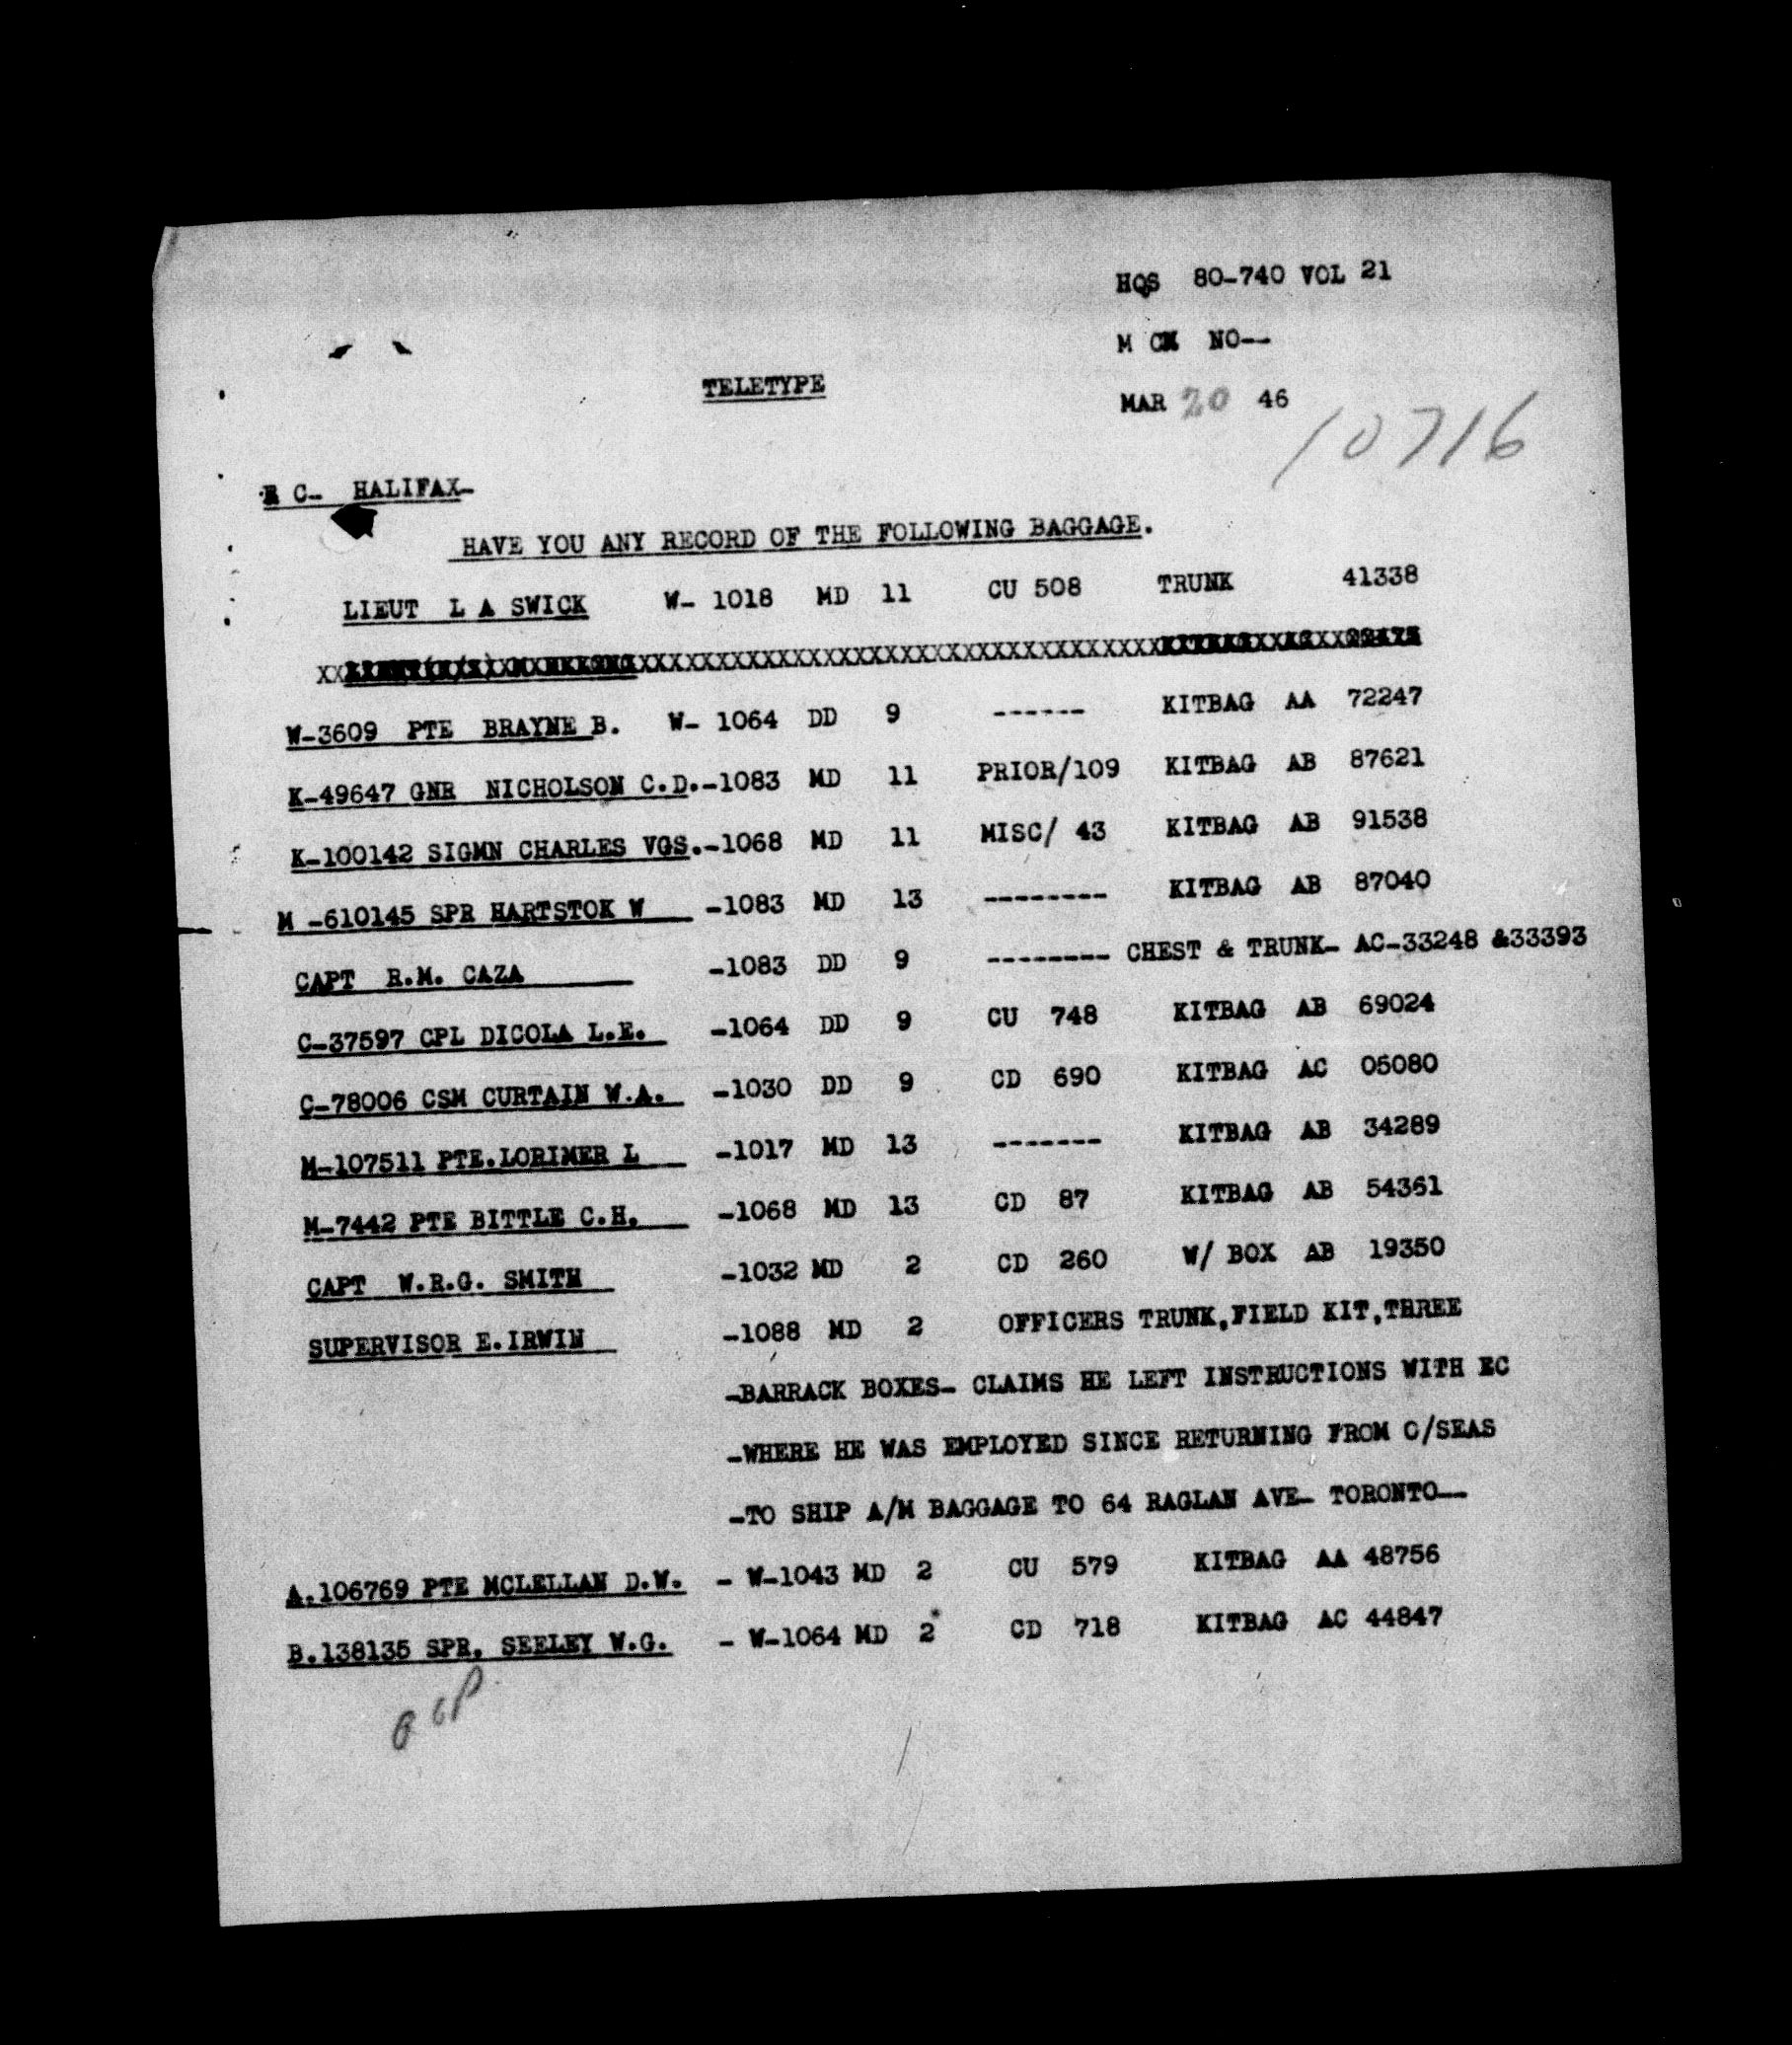 HQS 80-740 VOL 21
M CK NO--
TELETYPE
MAR 20 46
10716
E C- HALIFAX-
HAVE YOU ANY RECORD OF THE FOLLOWING BAGGAGE.
LIEUT L A SWICK W- 1018 MD 11 CU 508 TRUNK 41338
W-3609 PTE BRAYNE B. W- 1064 DD 9 ------ KITBAG AA 72247
K-49647 GNR NICHOLSON C.D.-1083 MD 11 PRIOR/109 KITBAG AB 87621
K-100142 SIGMN CHARLES VGS.-1068 MD 11 MISC/ 43 KITBAG AB 91538
M -610145 SPR HARTSTOK W -1083 MD 13 -------- KITBAG AB 87040
CAPT R.M. CAZA -1083 DD 9 -------- CHEST & TRUNK- AC-33248 &33393
C-37597 CPL DICOLA L.E. -1064 DD 9 CU 748 KITBAG AB 69024
C-78006 CSM CURTAIN W.A. -1030 DD 9 CD 690 KITBAG AC 05080
M-107511 PTE.LORIMER L -1017 MD 13 ------- KITBAG AB 34289
M-7442 PTE BITTLE C.H. -1068 MD 13 CD 87 KITBAG AB 54361
CAPT W.R.G. SMITH -1032 MD 2 CD 260 W/ BOX AB 19350
SUPERVISOR E.IRWIN -1088 MD 2 OFFICERS TRUNK,FIELD KIT,THREE
-BARRACK BOXES- CLAIMS HE LEFT INSTRUCTIONS WITH EC
-WHERE HE WAS EMPLOYED SINCE RETURNING FROM O/SEAS
-TO SHIP A/M BAGGAGE TO 64 RAGLAN AVE- TORONTO--
A.106769 PTE MCLELLAN D.W. - W-1043 MD 2 CU 579 KITBAG AA 48756
B.138135 SPR. SEELEY W.G. - W-1064 MD 2 CD 718 KITBAG AC 44847